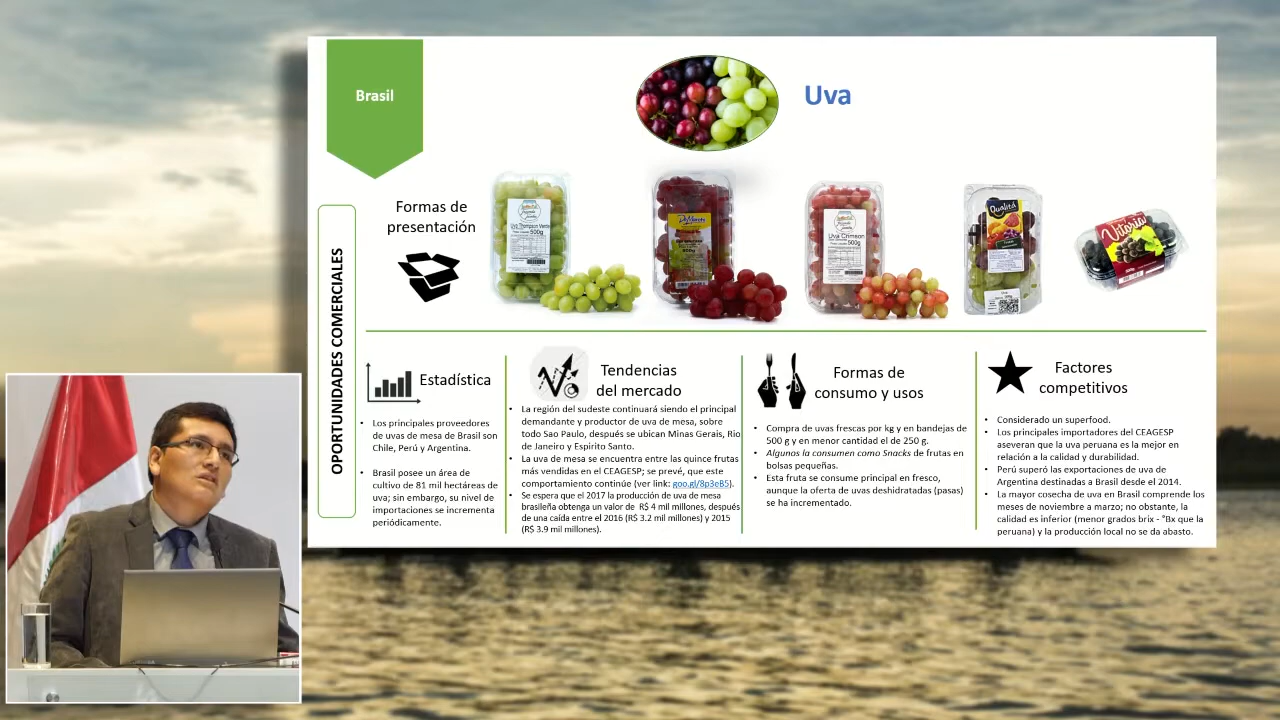 Brasil
Uva
Formas de
presentación
OPORTUNIDADES COMERCIALES
Uva Thompson Verde
500g
Uva Crimson
500g
Qualitá
Vitória
Estadística
• Los principales proveedores
de uvas de mesa de Brasil son
Chile, Perú y Argentina.
• Brasil posee un área de
cultivo de 81 mil hectáreas de
uva; sin embargo, su nivel de
importaciones se incrementa
periódicamente.
Tendencias
del mercado
• La región del sudeste continuará siendo el principal
demandante y productor de uva de mesa, sobre
todo Sao Paulo, después se ubican Minas Gerais, Rio
de Janeiro y Espirito Santo.
• La uva de mesa se encuentra entre las quince frutas
más vendidas en el CEAGESP; se prevé, que este
comportamiento continúe (ver link: goo.gl/8p3eB5).
• Se espera que el 2017 la producción de uva de mesa
brasileña obtenga un valor de R$ 4 mil millones, después
de una caída entre el 2016 (R$ 3.2 mil millones) y 2015
(R$ 3.9 mil millones).
Formas de
consumo y usos
• Compra de uvas frescas por kg y en bandejas de
500 g y en menor cantidad el de 250 g.
• Algunos la consumen como Snacks de frutas en
bolsas pequeñas.
• Esta fruta se consume principal en fresco,
aunque la oferta de uvas deshidratadas (pasas)
se ha incrementado.
Factores
competitivos
• Considerado un superfood.
• Los principales importadores del CEAGESP
aseveran que la uva peruana es la mejor en
relación a la calidad y durabilidad.
• Perú superó las exportaciones de uva de
Argentina destinadas a Brasil desde el 2014.
• La mayor cosecha de uva en Brasil comprende los
meses de noviembre a marzo; no obstante, la
calidad es inferior (menor grados brix - °Bx que la
peruana) y la producción local no se da abasto.